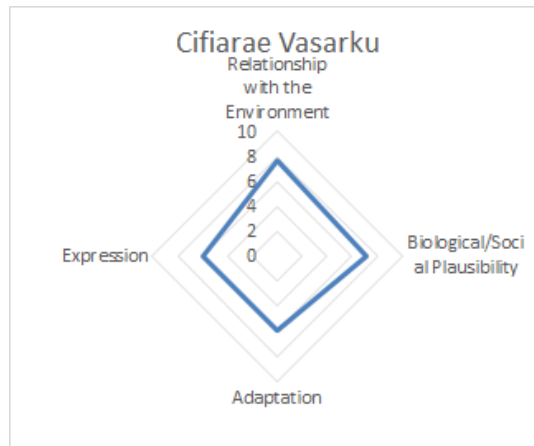 Cifiarae Vasarku
Relationship
with the
Environment
10
8
6
4
2
0
Expression
Biological/Soci
al Plausibility
Adaptation